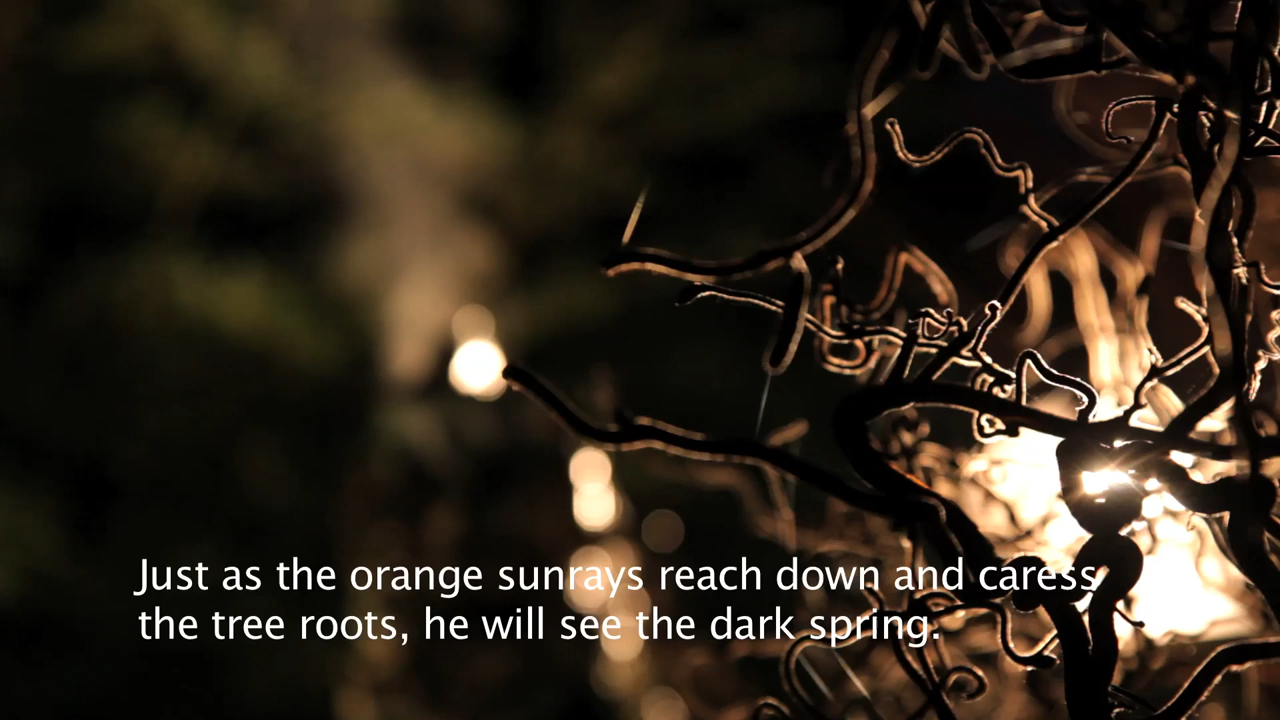 Just as the orange sunrays reach down and caress
the tree roots, he will see the dark spring.